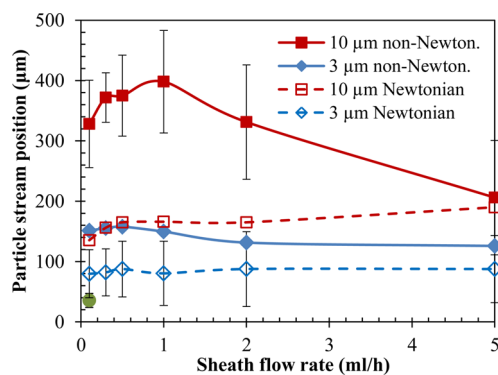 500
400
300
200
100
0
Particle stream position (µm)
10 µm non-Newton.
3 µm non-Newton.
10 µm Newtonian
3 µm Newtonian
0 1 2 3 4 5
Sheath flow rate (ml/h)